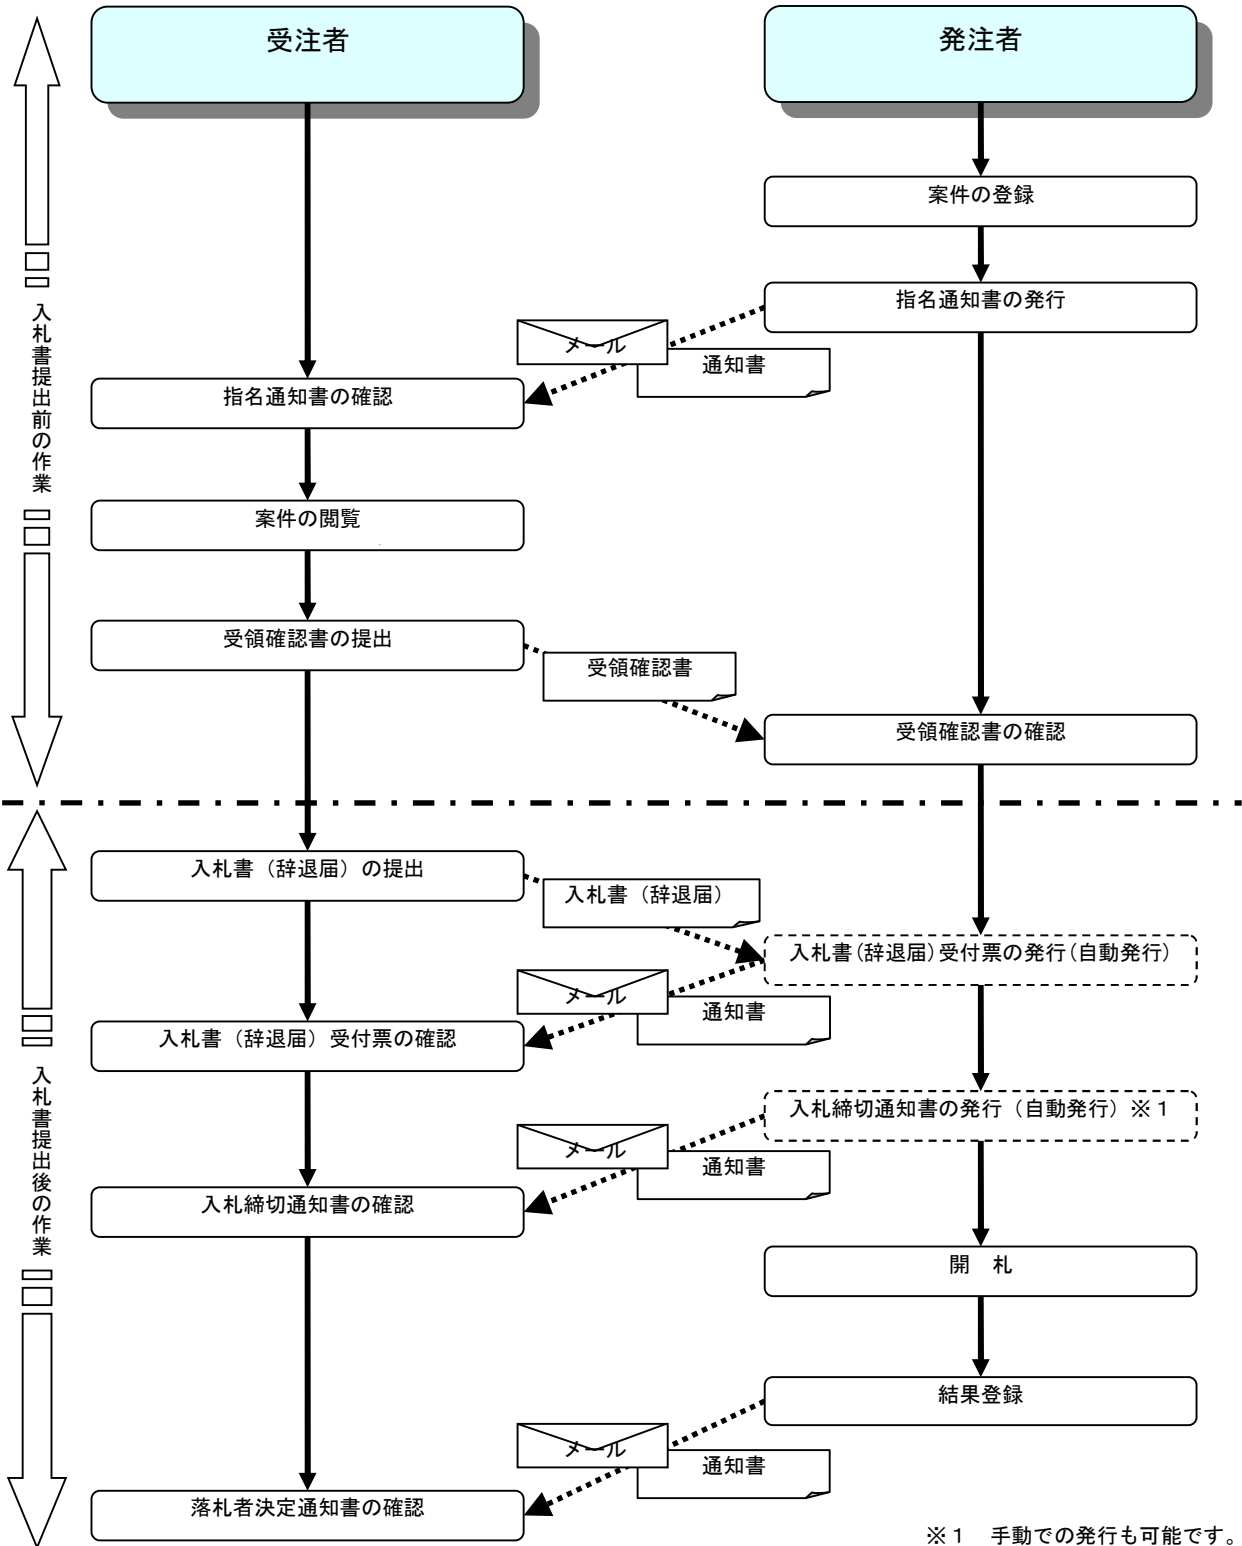 受注者
発注者
案件の登録
指名通知書の発行
メール
通知書
指名通知書の確認
入札書提出前の作業
案件の閲覧
受領確認書の提出
受領確認書
受領確認書の確認
入札書（辞退届）の提出
入札書（辞退届）
入札書(辞退届)受付票の発行(自動発行)
メール
通知書
入札書（辞退届）受付票の確認
入札書提出後の作業
入札締切通知書の発行（自動発行）※１
メール
通知書
入札締切通知書の確認
開　札
結果登録
メール
通知書
落札者決定通知書の確認
※１　手動での発行も可能です。